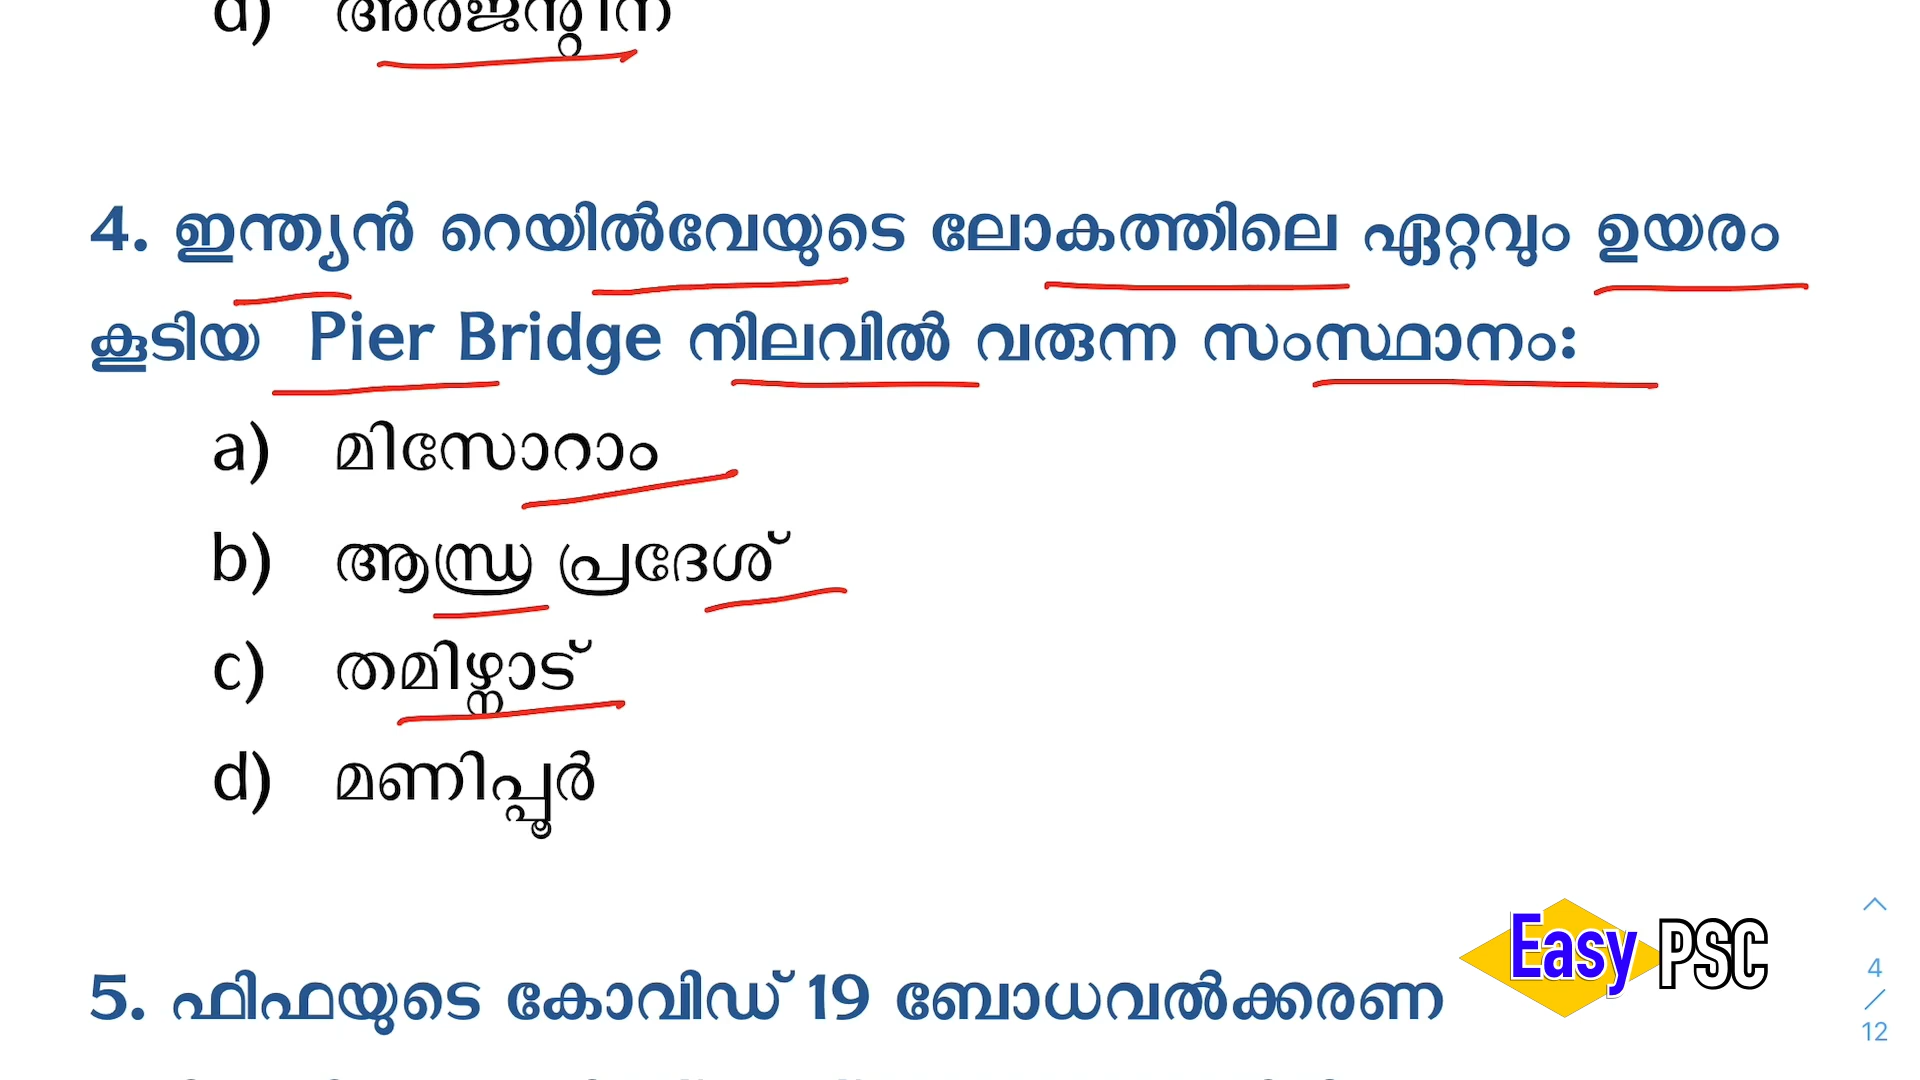 d) അർജന്റീന
4. ഇന്ത്യൻ റെയിൽവേയുടെ ലോകത്തിലെ ഏറ്റവും ഉയരം
കൂടിയ Pier Bridge നിലവിൽ വരുന്ന സംസ്ഥാനം:
a) മിസോറാം
b) ആന്ധ്ര പ്രദേശ്
c) തമിഴ്നാട്
d) മണിപ്പൂർ
5. ഫിഫയുടെ കോവിഡ് 19 ബോധവൽക്കരണ
Easy PSC
4
/
12